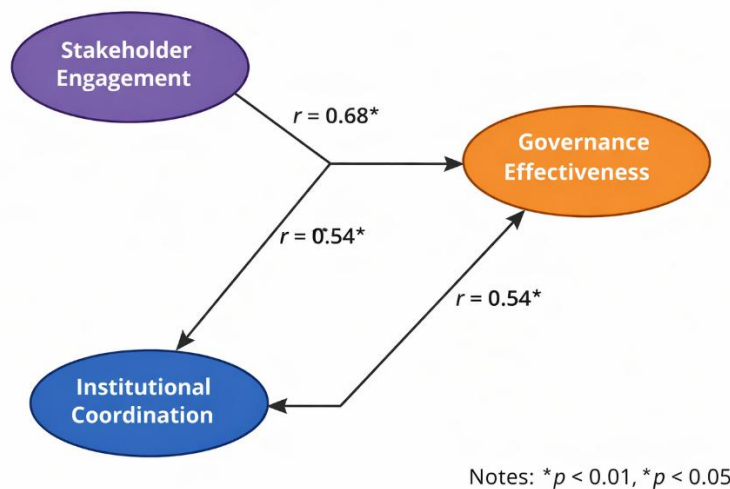 Stakeholder
Engagement
r = 0.68*
Governance
Effectiveness
r = 0.54*
r = 0.54*
Institutional
Coordination
Notes: *p < 0.01, *p < 0.05